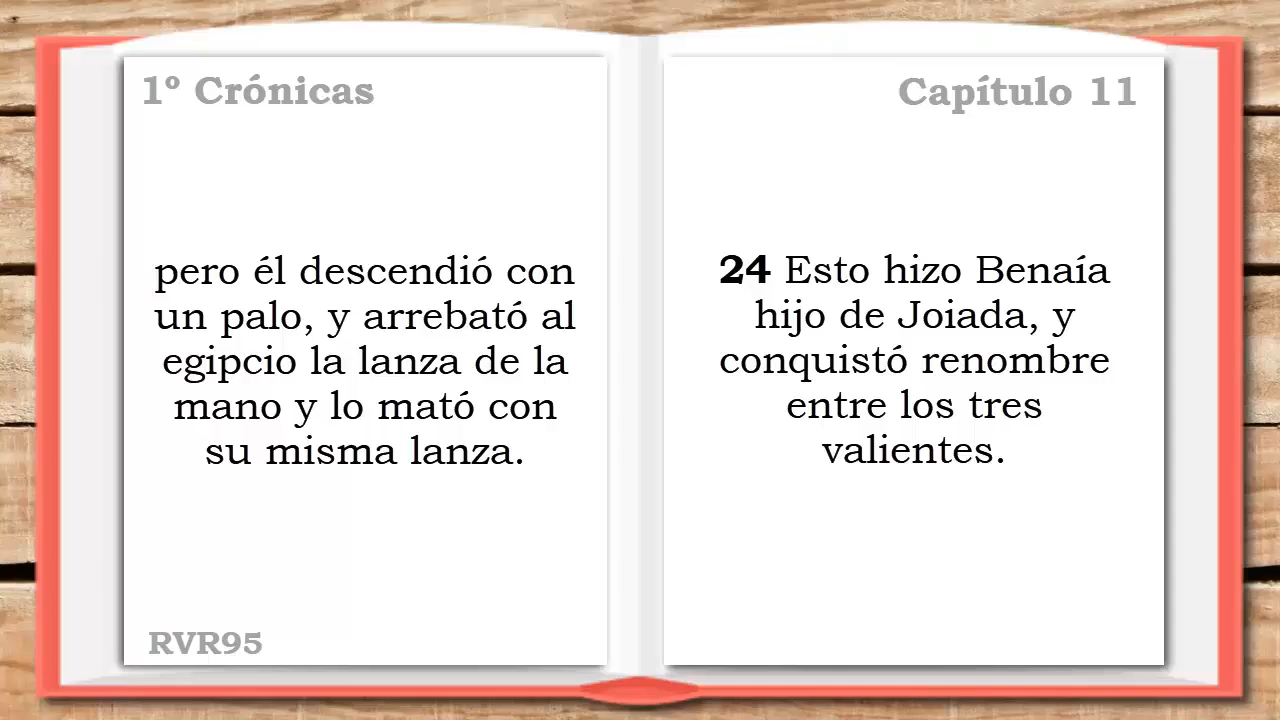 1º Crónicas
pero él descendió con
un palo, y arrebató al
egipcio la lanza de la
mano y lo mató con
su misma lanza.
RVR95
Capítulo 11
24 Esto hizo Benaía
hijo de Joiada, y
conquistó renombre
entre los tres
valientes.